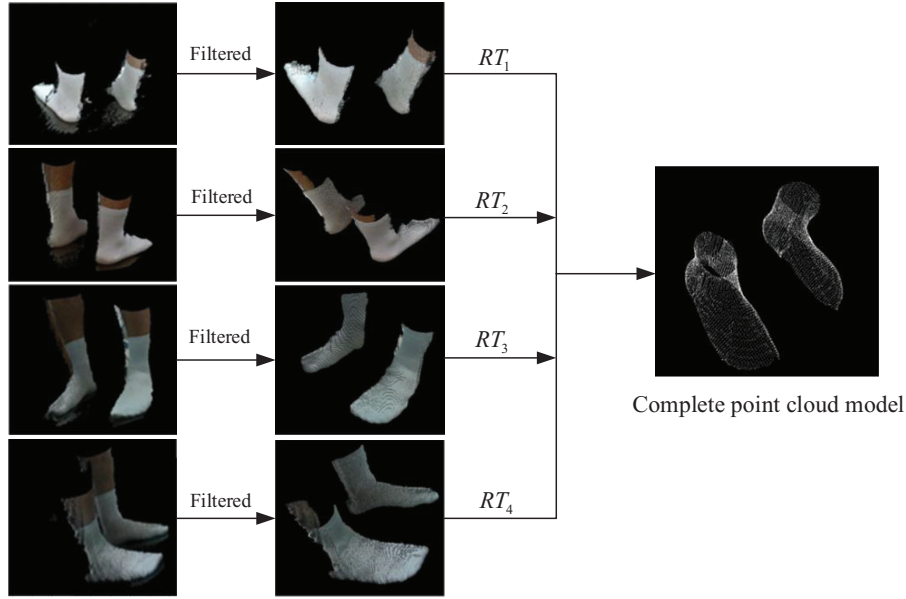 Filtered
RT1
Filtered
RT2
Filtered
RT3
Filtered
RT4
Complete point cloud model